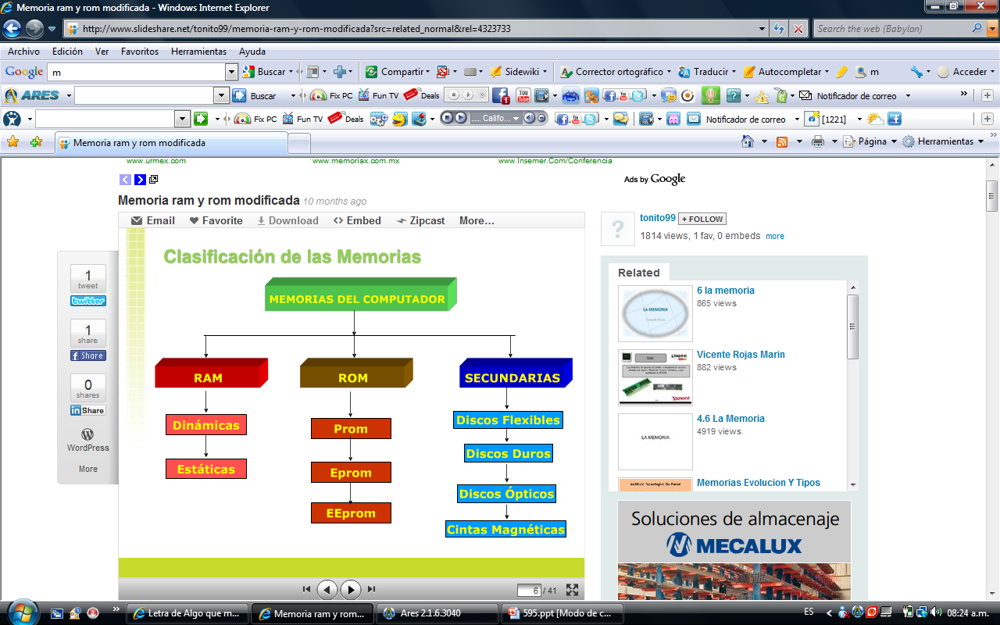 Memoria ram y rom modificada - Windows Internet Explorer
http://www.slideshare.net/tonito99/memoria-ram-y-rom-modificada?src=related_normal&rel=4323733
Search the web (Babylon)
Archivo Edición Ver Favoritos Herramientas Ayuda
Google m Buscar Compartir Sidewiki Corrector ortográfico Traducir Autocompletar m Acceder
ARES Buscar Fix PC Fun TV Deals Notificador de correo
Fix PC Fun TV Deals ..... Califo... Notificador de correo [1221]
Memoria ram y rom modificada
Página Herramientas
www.urmex.com www.memoriax.com.mx www.Insemer.Com/Conferencia
Ads by Google
Memoria ram y rom modificada 10 months ago
Email Favorite Download Embed Zipcast More...
tonito99 + FOLLOW
1814 views, 1 fav, 0 embeds more
1
tweet
twitter
1
share
Share
0
shares
Share
WordPress
More
Clasificación de las Memorias
MEMORIAS DEL COMPUTADOR
RAM
Dinámicas
Estáticas
ROM
Prom
Eprom
EEprom
SECUNDARIAS
Discos Flexibles
Discos Duros
Discos Ópticos
Cintas Magnéticas
6 / 41
Related
LA MEMORIA
6 la memoria
865 views
Vicente Rojas Marin
882 views
LA MEMORIA
4.6 La Memoria
4919 views
Memorias Evolucion Y Tipos
Soluciones de almacenaje
MECALUX
Letra de Algo que m...
Memoria ram y rom...
Ares 2.1.6.3040
595.ppt [Modo de c...
ES
08:24 a.m.